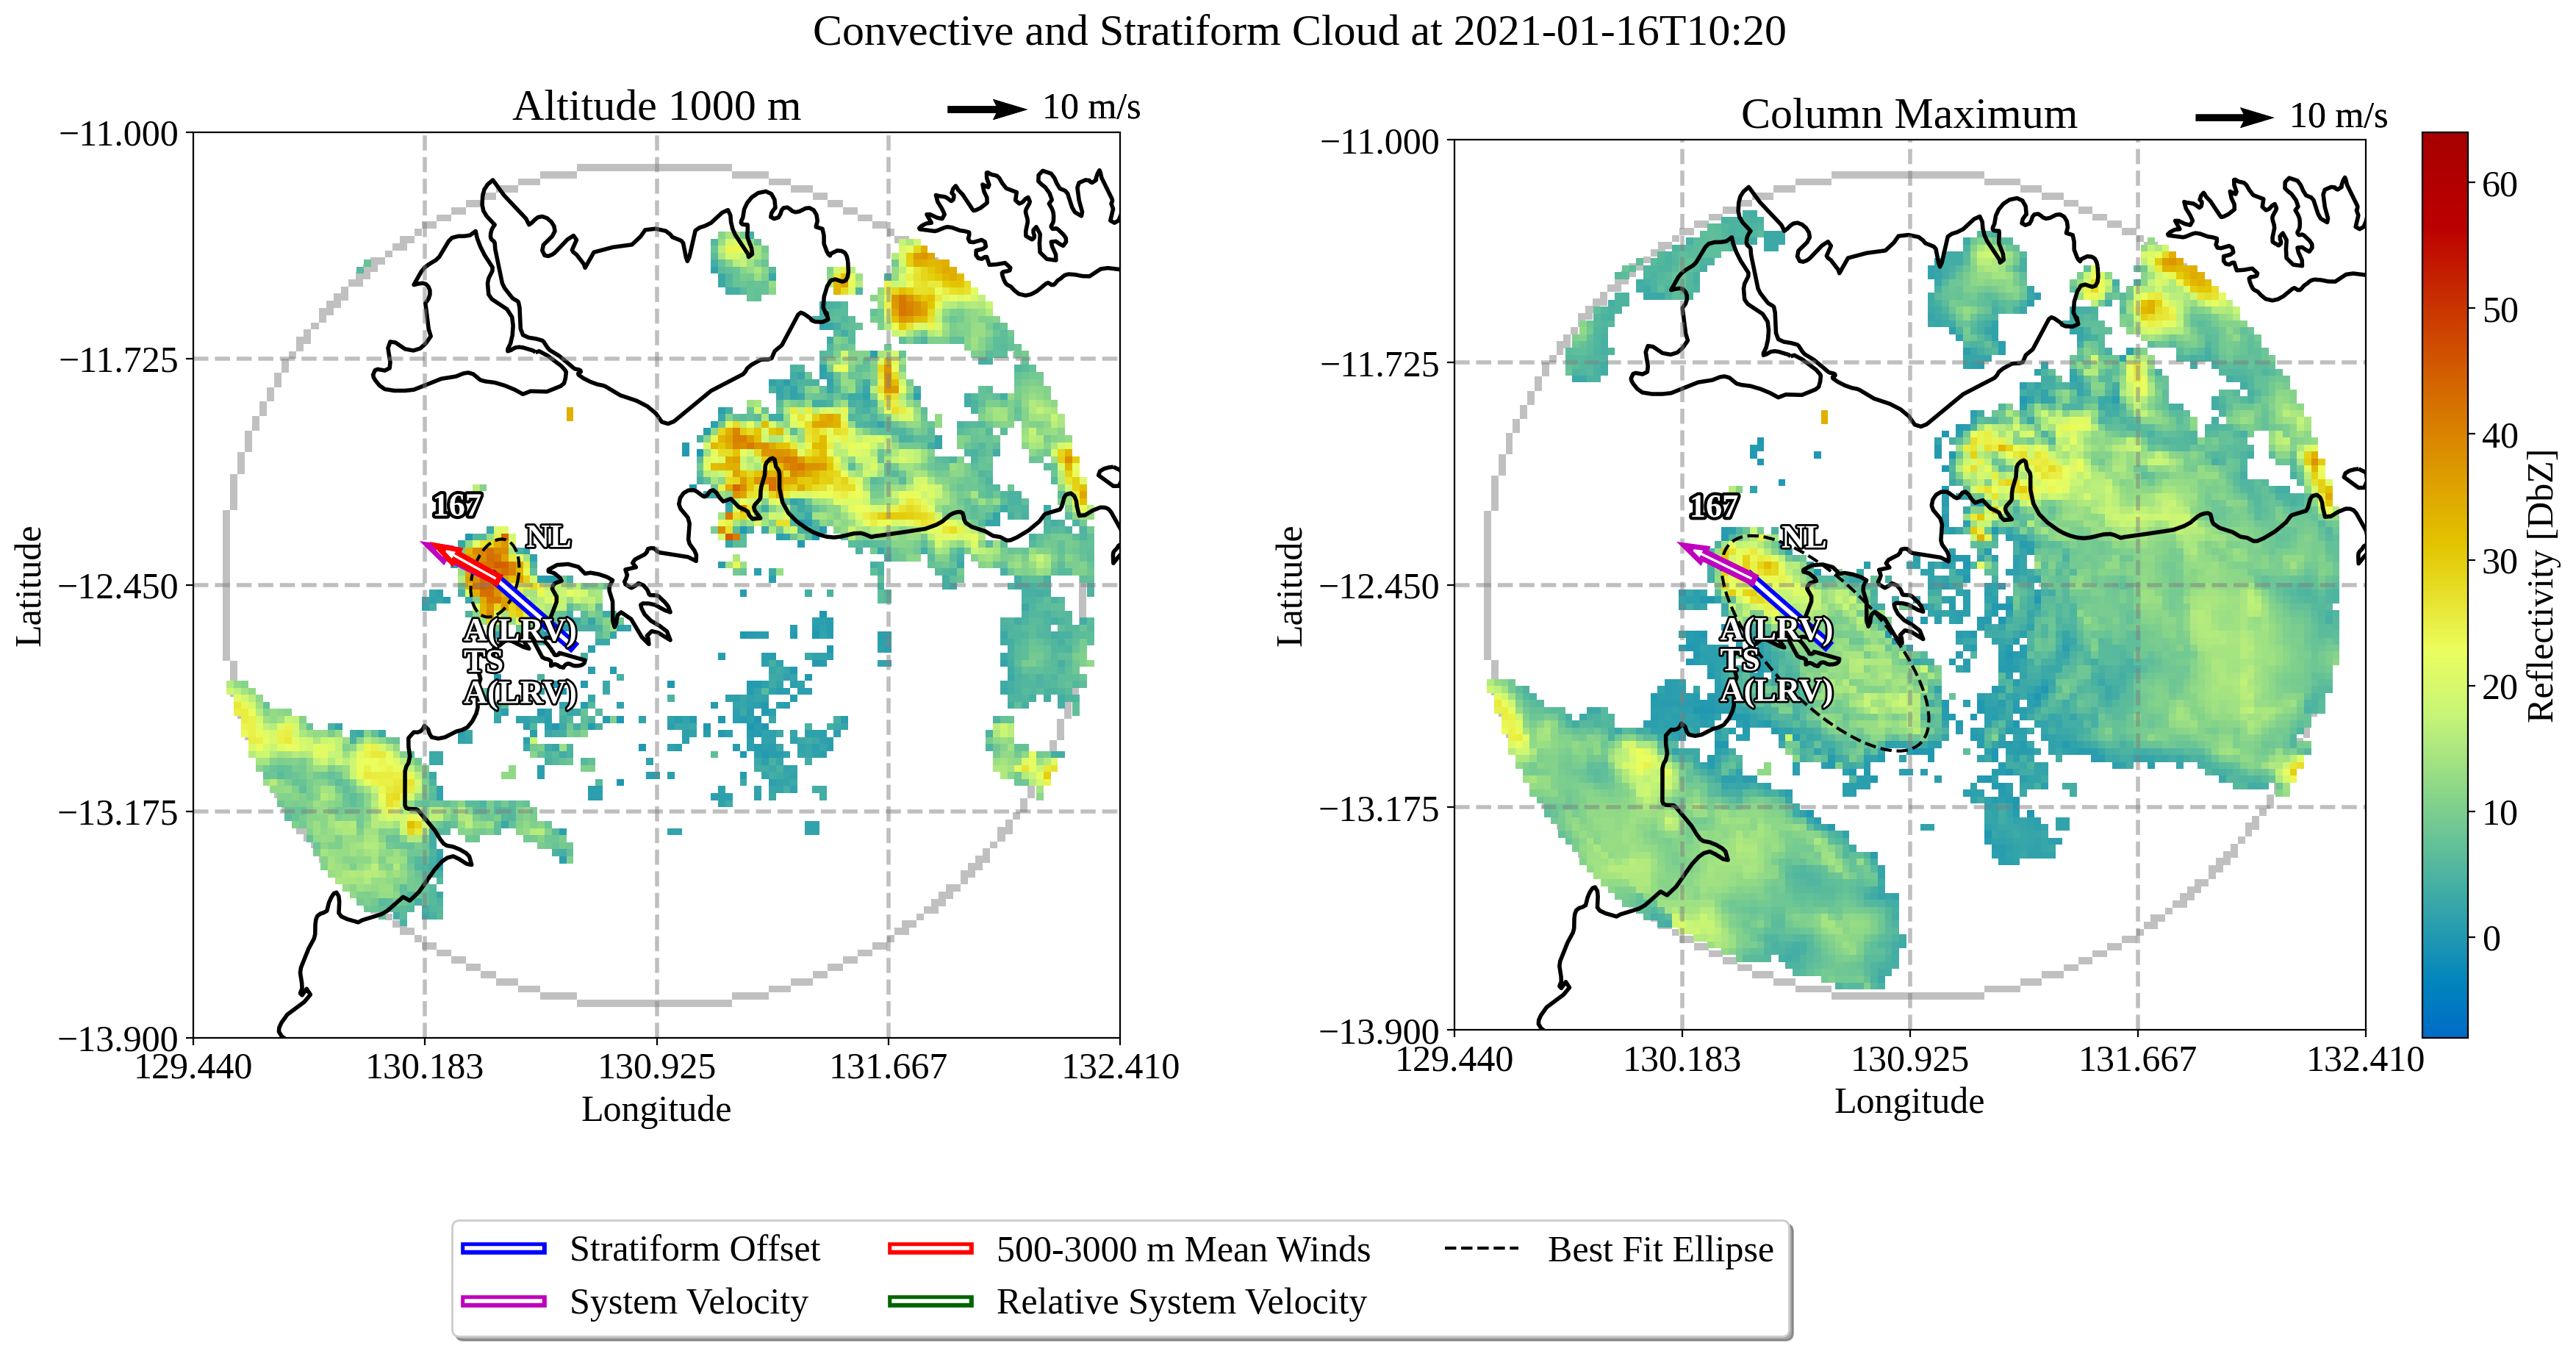 Convective and Stratiform Cloud at 2021-01-16T10:20
Altitude 1000 m
10 m/s
−11.000
−11.725
−12.450
−13.175
−13.900
129.440
130.183
130.925
131.667
132.410
Latitude
Longitude
167
NL
A(LRV)
TS
A(LRV)
Column Maximum
10 m/s
−11.000
−11.725
−12.450
−13.175
−13.900
129.440
130.183
130.925
131.667
132.410
Latitude
Longitude
167
NL
A(LRV)
TS
A(LRV)
60
50
40
30
20
10
0
Reflectivity [DbZ]
Stratiform Offset
System Velocity
500-3000 m Mean Winds
Relative System Velocity
Best Fit Ellipse